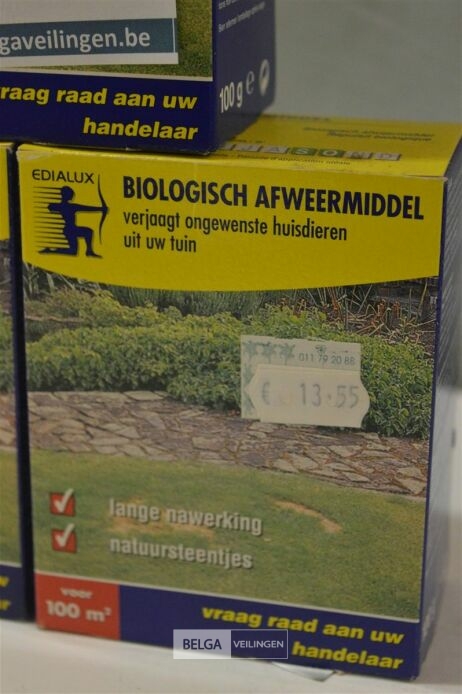 gaveilingen.be
vraag raad aan uw
handelaar
100 g e
EDIALUX
BIOLOGISCH AFWEERMIDDEL
verjaagt ongewenste huisdieren
uit uw tuin
011 79 20 88
€ 13.55
lange nawerking
natuursteentjes
voor
100 m²
vraag raad aan uw
handelaar
BELGA VEILINGEN